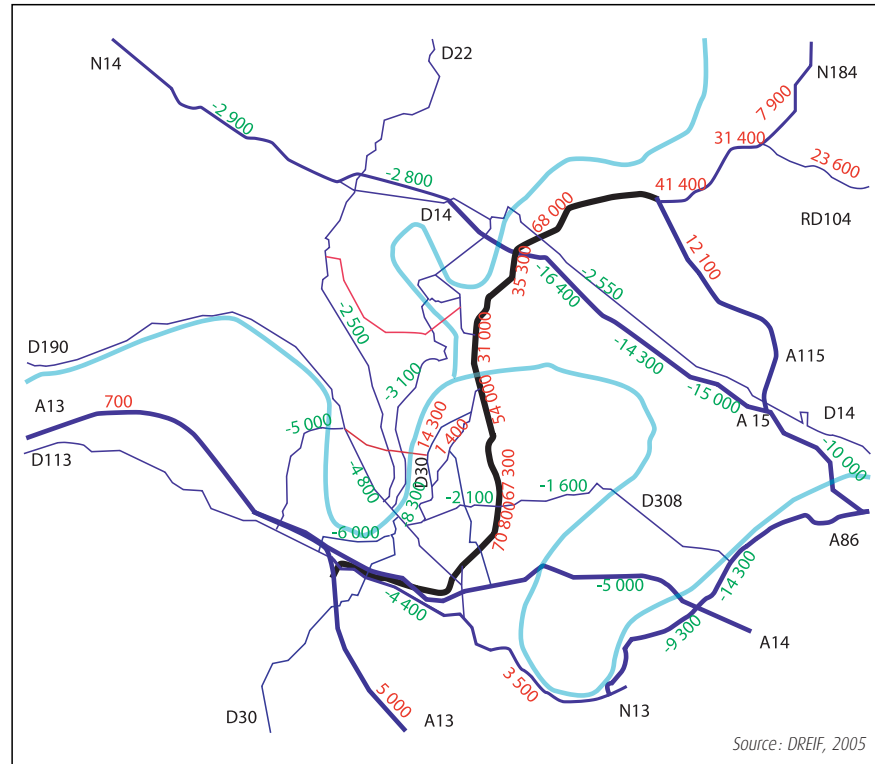 N14
D22
N184
7 900
-2 900
31 400
23 600
-2 800
41 400
D14
68 000
RD104
12 100
35 300
-16 400
-2 550
-2 500
31 000
-14 300
D190
A115
-3 100
54 000
-15 000
A13
700
-5 000
14 300
1 400
A 15
D14
D113
D30
-4 800
-10 000
67 300
-1 600
-2 100
D308
8 300
70 800
-6 000
A86
-14 300
-4 400
-5 000
-9 300
A14
3 500
5 000
D30
A13
N13
Source : DREIF, 2005